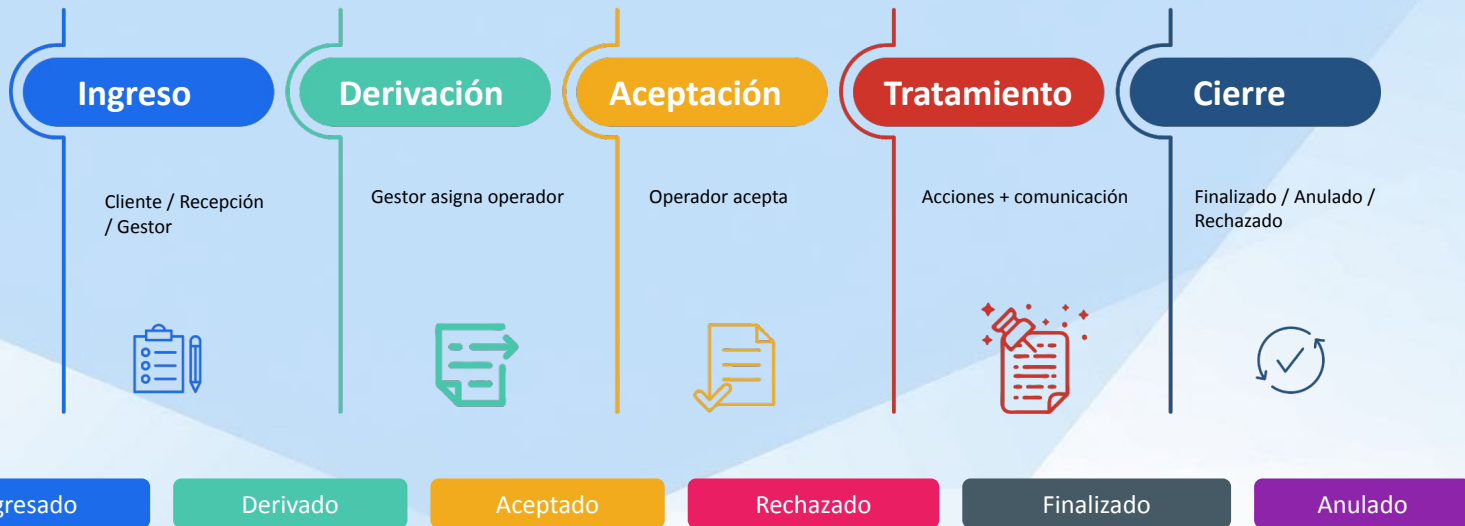 Ingreso
Derivación
Aceptación
Tratamiento
Cierre
Cliente / Recepción
/ Gestor
Gestor asigna operador
Operador acepta
Acciones + comunicación
Finalizado / Anulado /
Rechazado
gresado
Derivado
Aceptado
Rechazado
Finalizado
Anulado